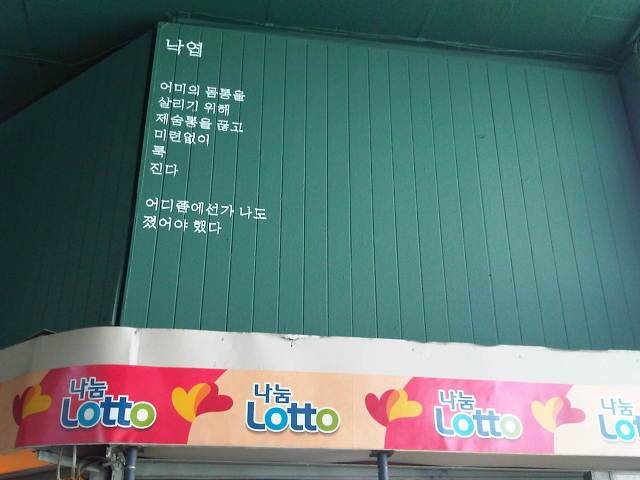 낙엽
어미의 몸통을
살리기 위해
제숨통을 끊고
미련없이
툭
진다
어디쯤에선가 나도
졌어야 했다
나눔 Lotto
나눔 Lotto
나눔 Lotto
나눔 Lot